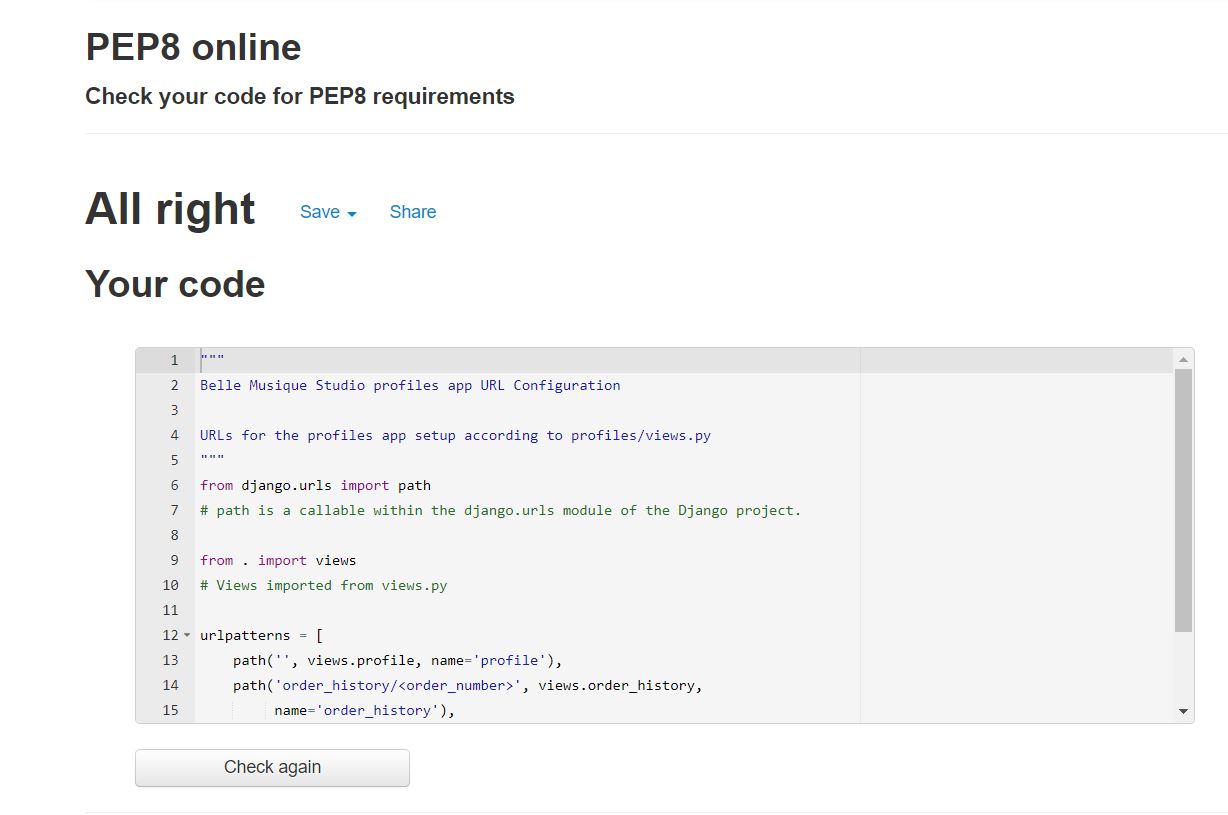 PEP8 online
Check your code for PEP8 requirements
All right Save Share
Your code
1 """
2 Belle Musique Studio profiles app URL Configuration
3
4 URLs for the profiles app setup according to profiles/views.py
5 """
6 from django.urls import path
7 # path is a callable within the django.urls module of the Django project.
8
9 from . import views
10 # Views imported from views.py
11
12 urlpatterns = [
13     path('', views.profile, name='profile'),
14     path('order_history/<order_number>', views.order_history,
15          name='order_history'),
Check again